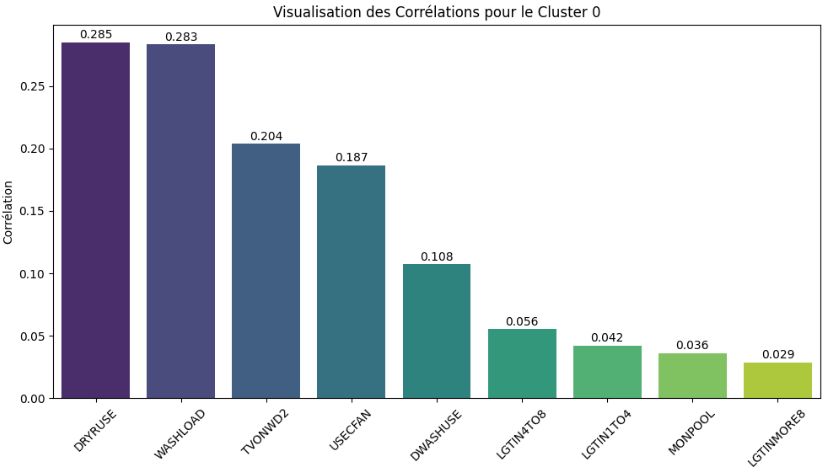 Visualisation des Corrélations pour le Cluster 0
Corrélation
0.25
0.20
0.15
0.10
0.05
0.00
0.285
0.283
0.204
0.187
0.108
0.056
0.042
0.036
0.029
DRYRUSE
WASHLOAD
TVONWD2
USECFAN
DWASHUSE
LGTIN4TO8
LGTIN1TO4
MONPOOL
LGTINMORE8